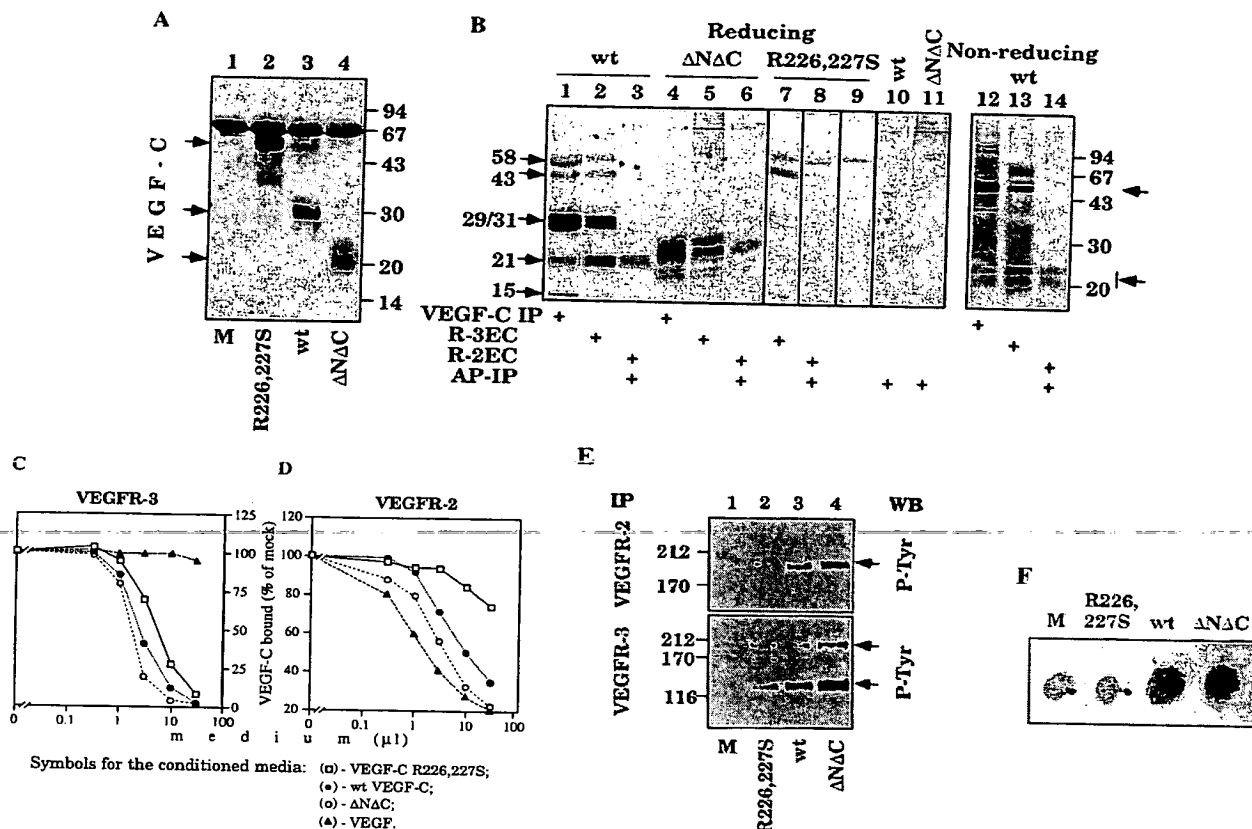 A
1 2 3 4
VEGF-C
94
67
43
30
20
14
M
R226,227S
wt
ΔNΔC
B
Reducing
wt
ΔNΔC
R226,227S
wt
ΔNΔC
Non-reducing
wt
1 2 3 4 5 6 7 8 9 10 11 12 13 14
58
43
29/31
21
15
94
67
43
30
20
VEGF-C IP + + +
R-3EC + + + +
R-2EC + + + +
AP-IP + + + + + +
C
VEGFR-3
125
100
75
50
25
0
0 0.1 1 10 100
D
VEGFR-2
VEGF-C bound (% of mock)
120
100
80
60
40
20
0 0.1 1 10 100
medium (µl)
Symbols for the conditioned media: (□) - VEGF-C R226,227S;
(•) - wt VEGF-C;
(o) - ΔNΔC;
(▲) - VEGF.
E
IP 1 2 3 4 WB
VEGFR-2
212
170
P-Tyr
VEGFR-3
212
170
116
P-Tyr
M
R226,227S
wt
ΔNΔC
F
M R226, 227S wt ΔNΔC